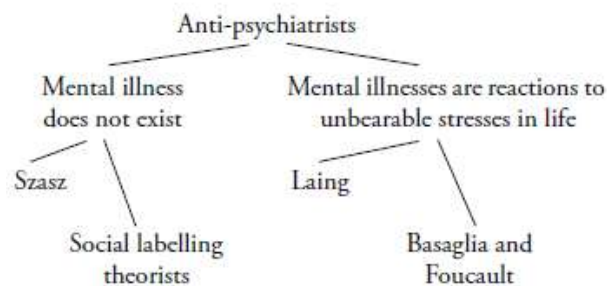 Anti-psychiatrists
Mental illness
does not exist
Mental illnesses are reactions to
unbearable stresses in life
Szasz
Laing
Social labelling
theorists
Basaglia and
Foucault